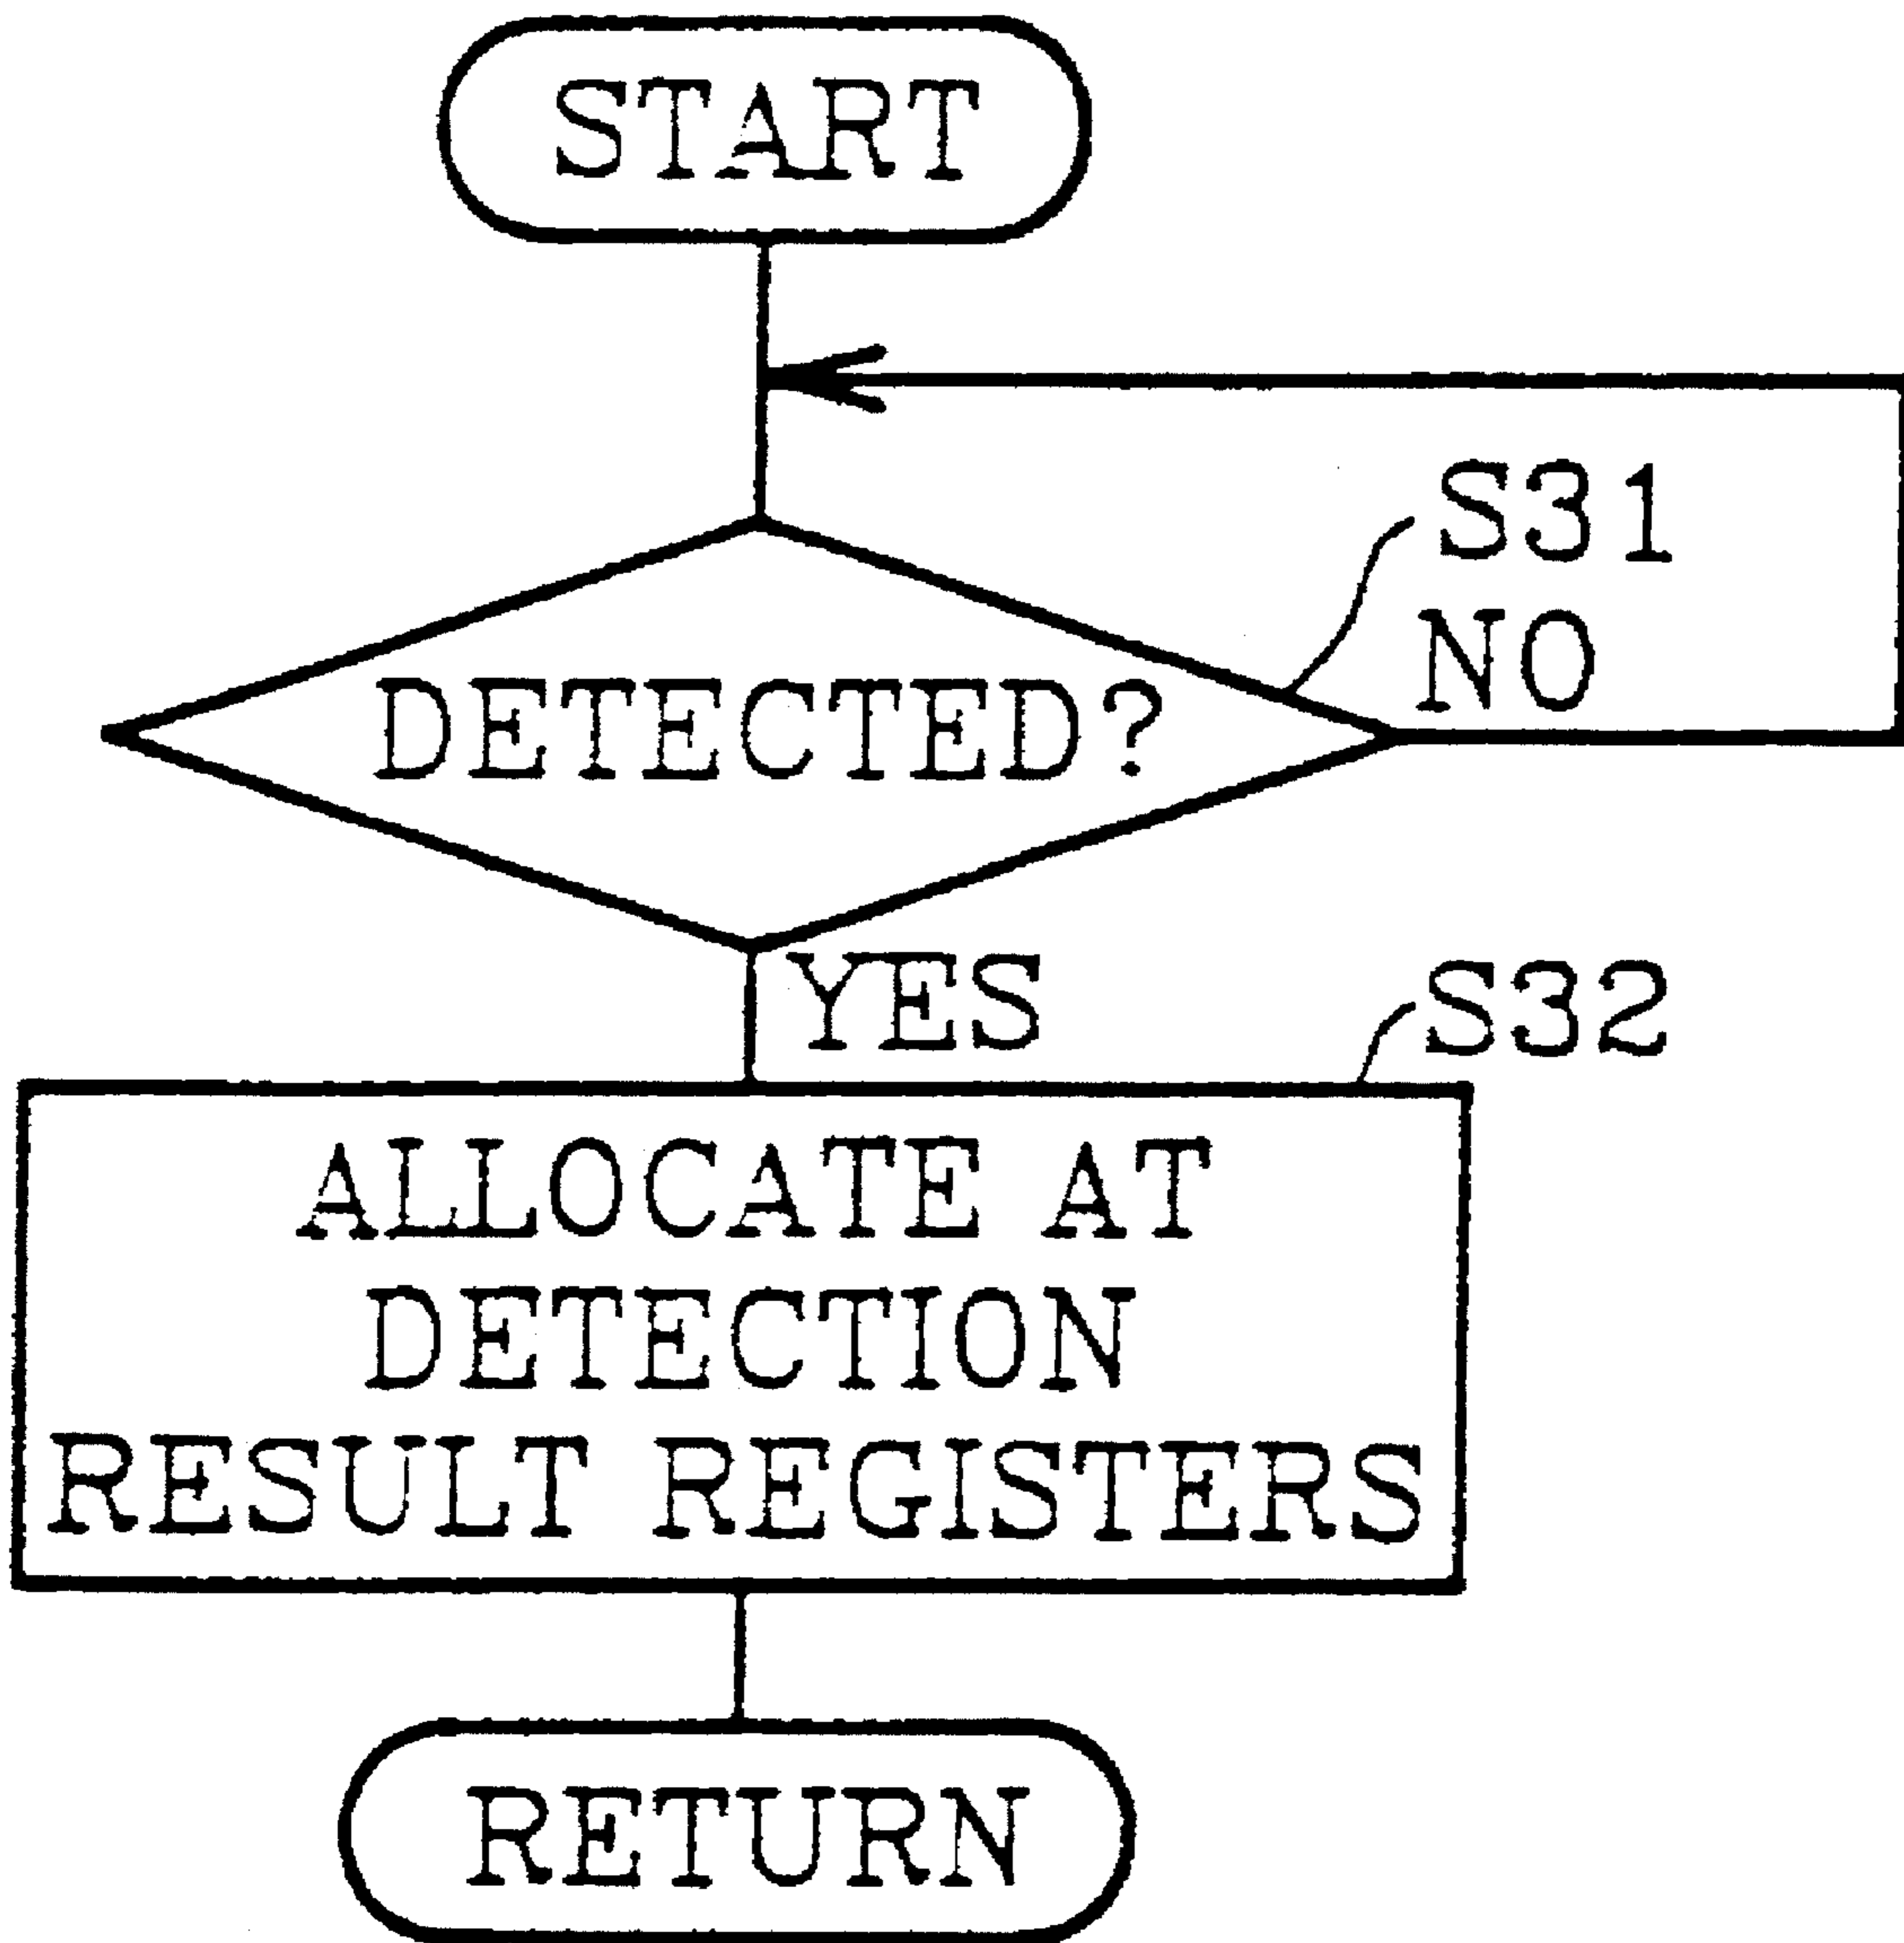 START
S31
NO
DETECTED?
YES
S32
ALLOCATE AT
DETECTION
RESULT REGISTERS
RETURN